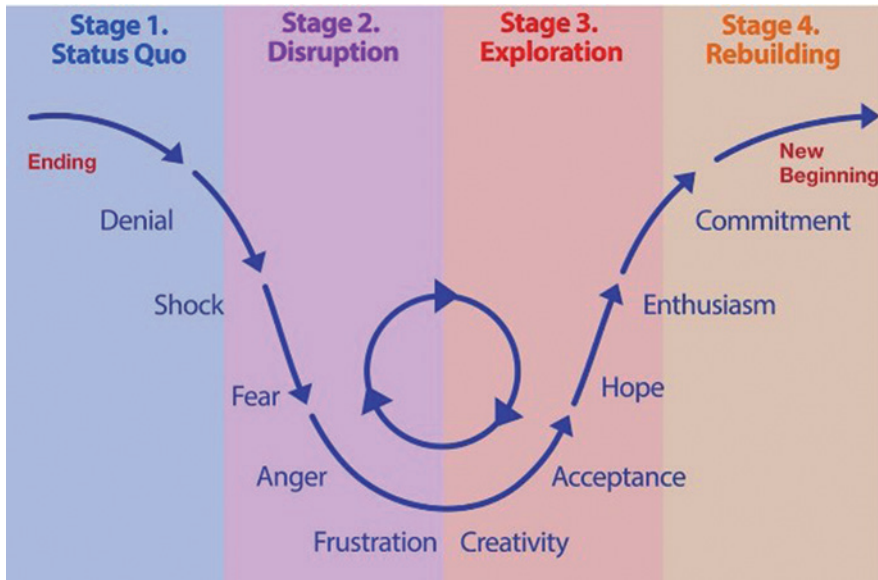 Stage 1.
Status Quo
Stage 2.
Disruption
Stage 3.
Exploration
Stage 4.
Rebuilding
Ending
Denial
Shock
Fear
Anger
Frustration
Creativity
Acceptance
Hope
Enthusiasm
Commitment
New
Beginning